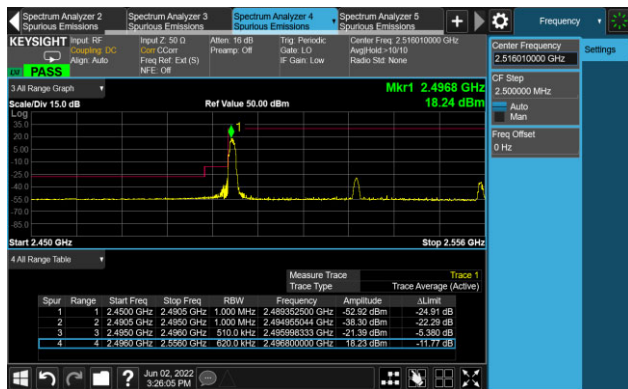 Spectrum Analyzer 2
Spurious Emissions
Spectrum Analyzer 3
Spurious Emissions
Spectrum Analyzer 4
Spurious Emissions
Spectrum Analyzer 5
Spurious Emissions
Frequency
KEYSIGHT
Input: RF
Coupling: DC
Align: Auto
Input Z: 50 Ω
Corr CCorr
Freq Ref: Ext (S)
NFE: Off
Atten: 16 dB
Preamp: Off
Trig: Periodic
Gate: LO
IF Gain: Low
Center Freq: 2.516010000 GHz
Avg|Hold:>10/10
Radio Std: None
PASS
3 All Range Graph
Mkr1 2.4968 GHz
Scale/Div 15.0 dB
Ref Value 50.00 dBm
18.24 dBm
Log
35.0
20.0
5.00
-10.0
-25.0
-40.0
-55.0
-70.0
-85.0
1
Start 2.450 GHz
Stop 2.556 GHz
4 All Range Table
Measure Trace
Trace 1
Trace Type
Trace Average (Active)
Spur Range Start Freq Stop Freq RBW Frequency Amplitude ΔLimit
1 1 2.4500 GHz 2.4905 GHz 1.000 MHz 2.489352500 GHz -52.92 dBm -24.91 dB
2 2 2.4905 GHz 2.4950 GHz 1.000 MHz 2.494955044 GHz -38.30 dBm -22.29 dB
3 3 2.4950 GHz 2.4960 GHz 510.0 kHz 2.495998333 GHz -21.39 dBm -5.380 dB
4 4 2.4960 GHz 2.5560 GHz 620.0 kHz 2.496800000 GHz 18.23 dBm -11.77 dB
Center Frequency
2.516010000 GHz
Settings
CF Step
2.500000 MHz
Auto
Man
Freq Offset
0 Hz
?
Jun 02, 2022
3:26:05 PM